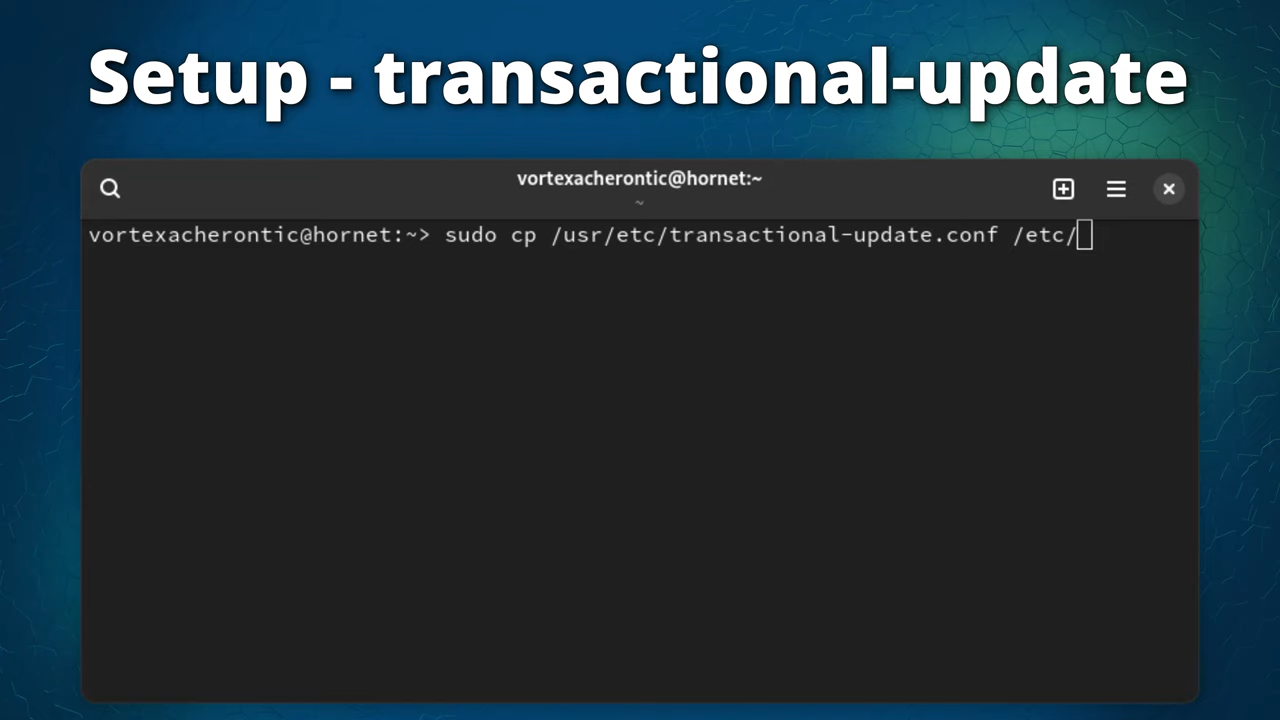 Setup - transactional-update
vortexacherontic@hornet:~
~
vortexacherontic@hornet:~> sudo cp /usr/etc/transactional-update.conf /etc/